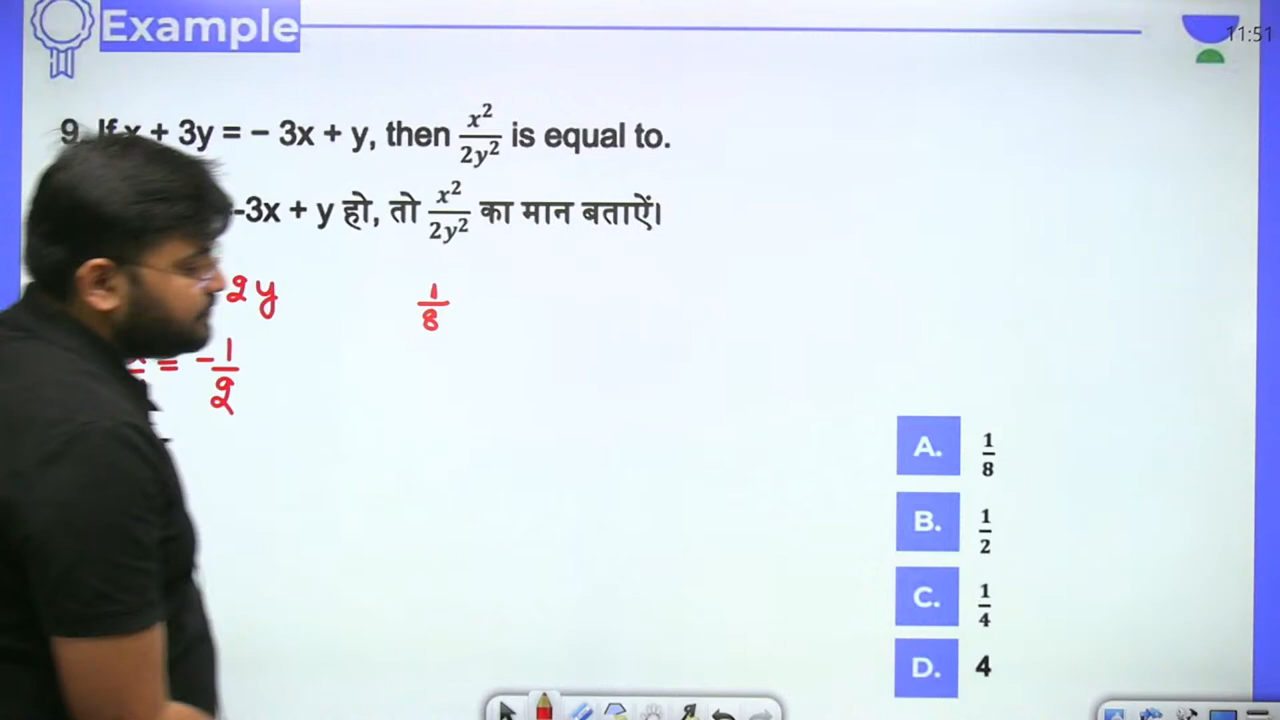 Example
11:51
9. If x + 3y = − 3x + y, then x²/2y² is equal to.
-3x + y हो, तो x²/2y² का मान बताऐं।
2y
1/8
= -1/2
A. 1/8
B. 1/2
C. 1/4
D. 4